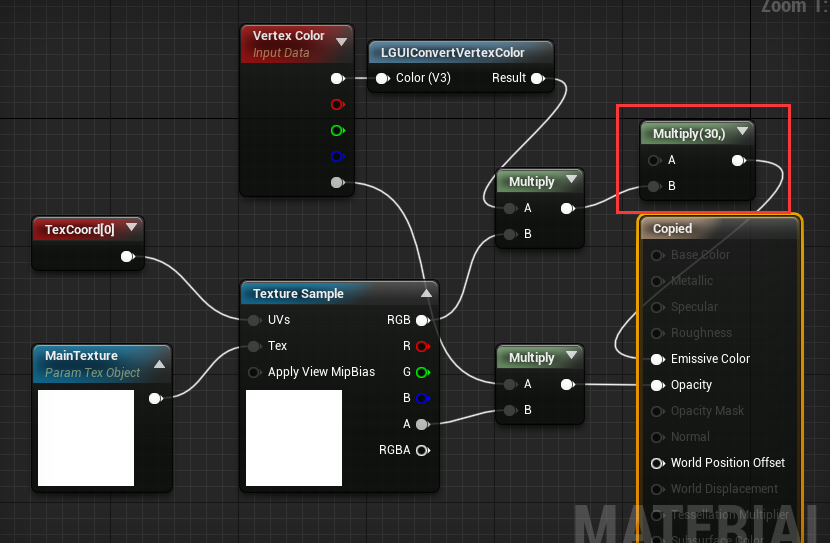 Zoom 1:
Vertex Color
Input Data
LGUIConvertVertexColor
Color (V3)
Result
Multiply(30,)
A
B
Multiply
A
B
TexCoord[0]
Copied
Base Color
Metallic
Specular
Roughness
Emissive Color
Opacity
Opacity Mask
Normal
World Position Offset
World Displacement
Tessellation Multiplier
Subsurface Color
Texture Sample
UVs
RGB
Tex
R
Apply View MipBias
G
B
A
RGBA
MainTexture
Param Tex Object
Multiply
A
B
MATERIAL